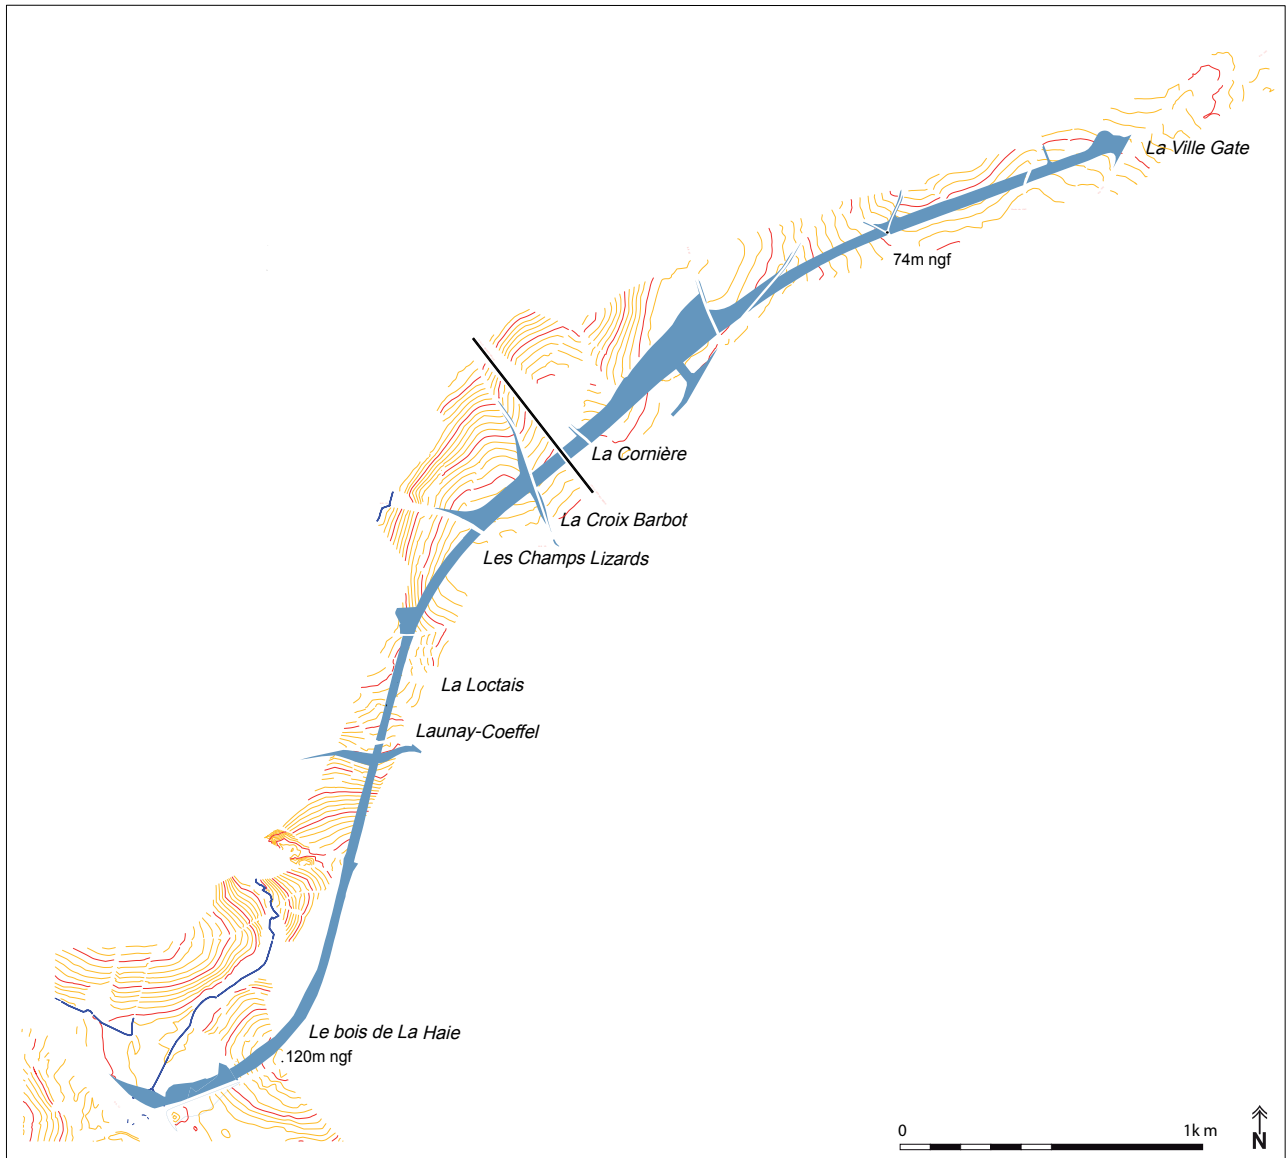 La Ville Gate
74m ngf
La Cornière
La Croix Barbot
Les Champs Lizards
La Loctais
Launay-Coeffel
Le bois de La Haie
.120m ngf
0 1k m
N